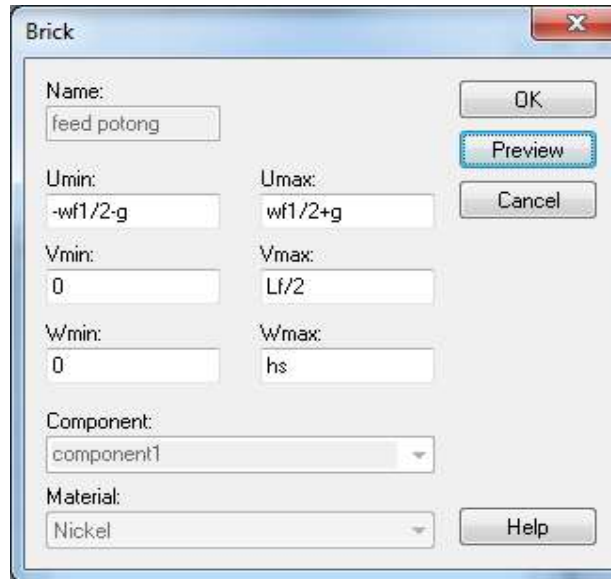 Brick
Name:
feed potong
OK
Preview
Umin:
-wf1/2-g
Umax:
wf1/2+g
Cancel
Vmin:
0
Vmax:
Lf/2
Wmin:
0
Wmax:
hs
Component:
component1
Material:
Nickel
Help